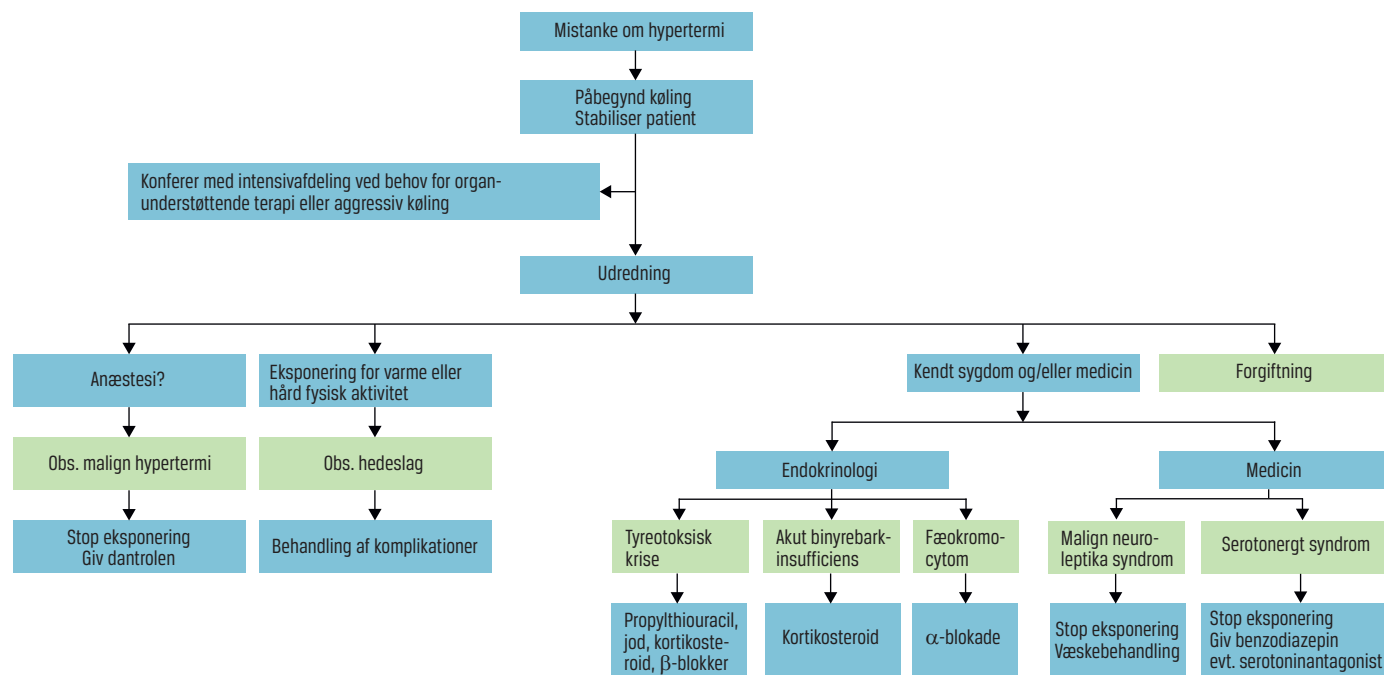 Mistanke om hypertermi
Påbegynd køling
Stabiliser patient
Konferer med intensivafdeling ved behov for organ-
understøttende terapi eller aggressiv køling
Udredning
Anæstesi?
Eksponering for varme eller
hård fysisk aktivitet
Kendt sygdom og/eller medicin
Forgiftning
Obs. malign hypertermi
Obs. hedeslag
Endokrinologi
Medicin
Stop eksponering
Giv dantrolen
Behandling af komplikationer
Tyreotoksisk
krise
Akut binyrebark-
insufficiens
Fæokromo-
cytom
Malign neuro-
leptika syndrom
Serotonergt syndrom
Propylthiouracil,
jod, kortikoste-
roid, β-blokker
Kortikosteroid
α-blokade
Stop eksponering
Væskebehandling
Stop eksponering
Giv benzodiazepin
evt. serotoninantagonist